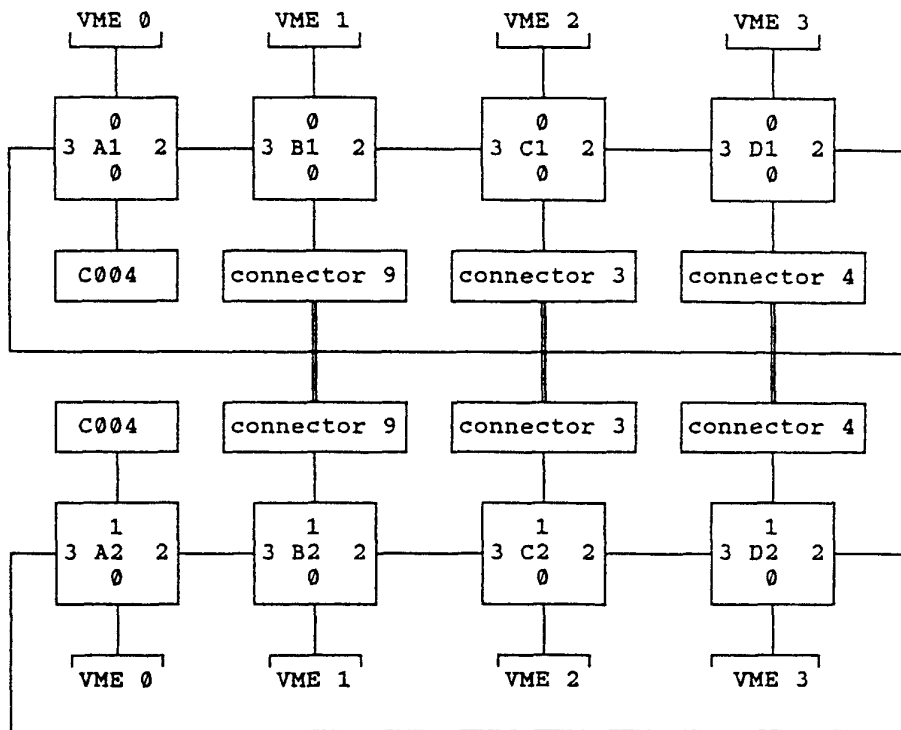 VME 0 VME 1 VME 2 VME 3
0 0 0 0
3 A1 2 3 B1 2 3 C1 2 3 D1 2
0 0 0 0
C004 connector 9 connector 3 connector 4
C004 connector 9 connector 3 connector 4
1 1 1 1
3 A2 2 3 B2 2 3 C2 2 3 D2 2
0 0 0 0
VME 0 VME 1 VME 2 VME 3